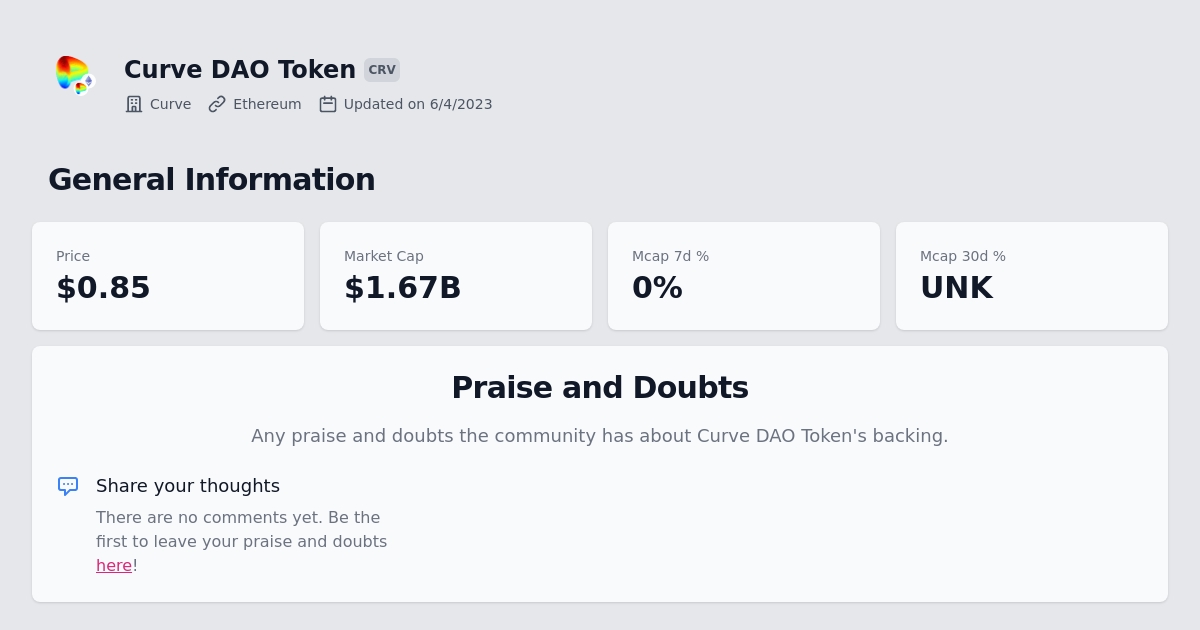 Curve DAO Token CRV
Curve Ethereum Updated on 6/4/2023
General Information
Price
$0.85
Market Cap
$1.67B
Mcap 7d %
0%
Mcap 30d %
UNK
Praise and Doubts
Any praise and doubts the community has about Curve DAO Token's backing.
Share your thoughts
There are no comments yet. Be the
first to leave your praise and doubts
here!